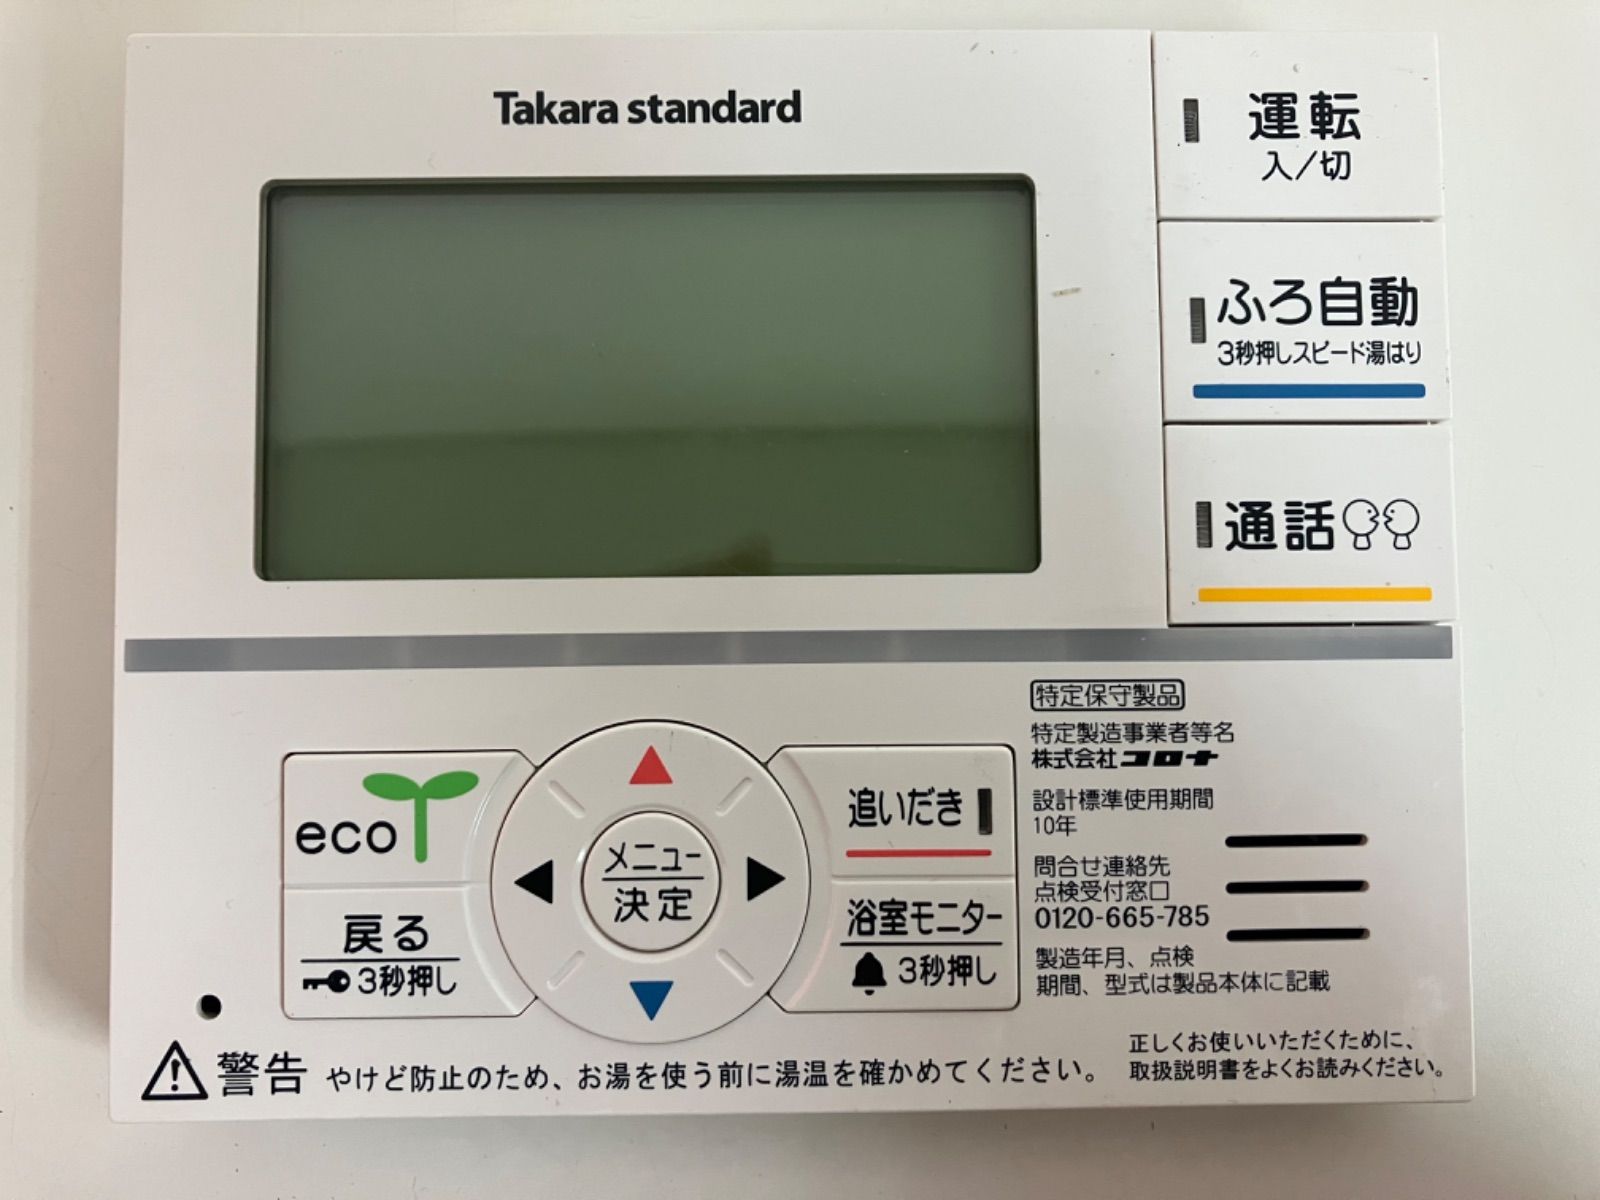 Takara standard
運転
入/切
ふろ自動
3秒押しスピード湯はり
通話
特定保守製品
特定製造事業者等名
株式会社コロナ
設計標準使用期間
10年
問合せ連絡先
点検受付窓口
0120-665-785
製造年月、点検
期間、型式は製品本体に記載
eco
戻る
3秒押し
メニュー
決定
追いだき
浴室モニター
3秒押し
警告 やけど防止のため、お湯を使う前に湯温を確かめてください。
正しくお使いいただくために、
取扱説明書をよくお読みください。